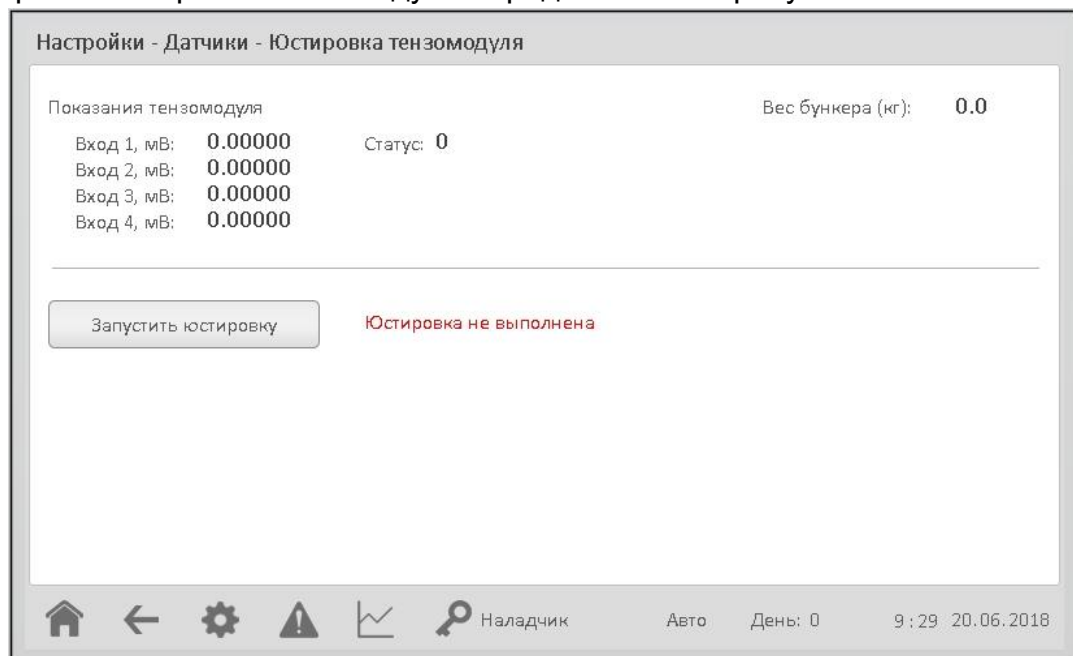 Настройки - Датчики - Юстировка тензомодуля
Показания тензомодуля
Вес бункера (кг): 0.0
Вход 1, мВ: 0.00000 Статус: 0
Вход 2, мВ: 0.00000
Вход 3, мВ: 0.00000
Вход 4, мВ: 0.00000
Запустить юстировку Юстировка не выполнена
Наладчик Авто День: 0 9:29 20.06.2018